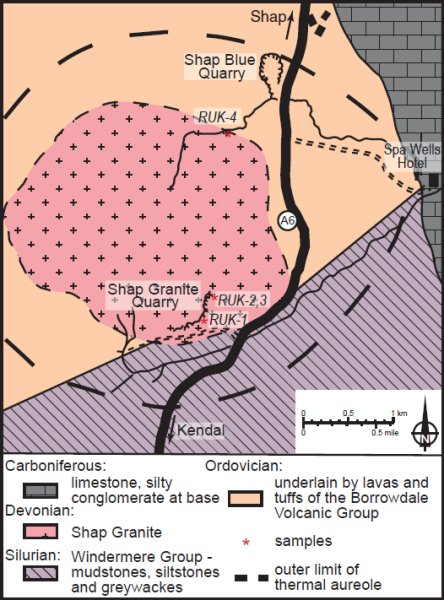 Shap
Shap Blue
Quarry
RUK-4
Spa Wells
Hotel
A6
Shap Granite
Quarry
RUK-2,3
RUK-1
0 0.5 1 km
0 0.5 mile
N
Kendal
Carboniferous:
limestone, silty
conglomerate at base
Devonian:
Shap Granite
Silurian:
Windermere Group -
mudstones, siltstones
and greywackes
Ordovician:
underlain by lavas and
tuffs of the Borrowdale
Volcanic Group
samples
outer limit of
thermal aureole